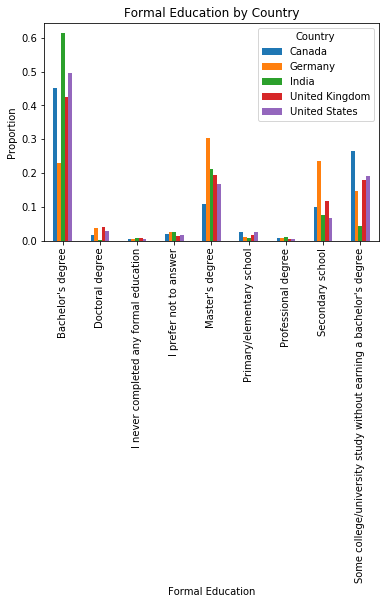 Formal Education by Country
Country
Canada
Germany
India
United Kingdom
United States
Proportion
0.6
0.5
0.4
0.3
0.2
0.1
0.0
Bachelor's degree
Doctoral degree
I never completed any formal education
I prefer not to answer
Master's degree
Primary/elementary school
Professional degree
Secondary school
Some college/university study without earning a bachelor's degree
Formal Education